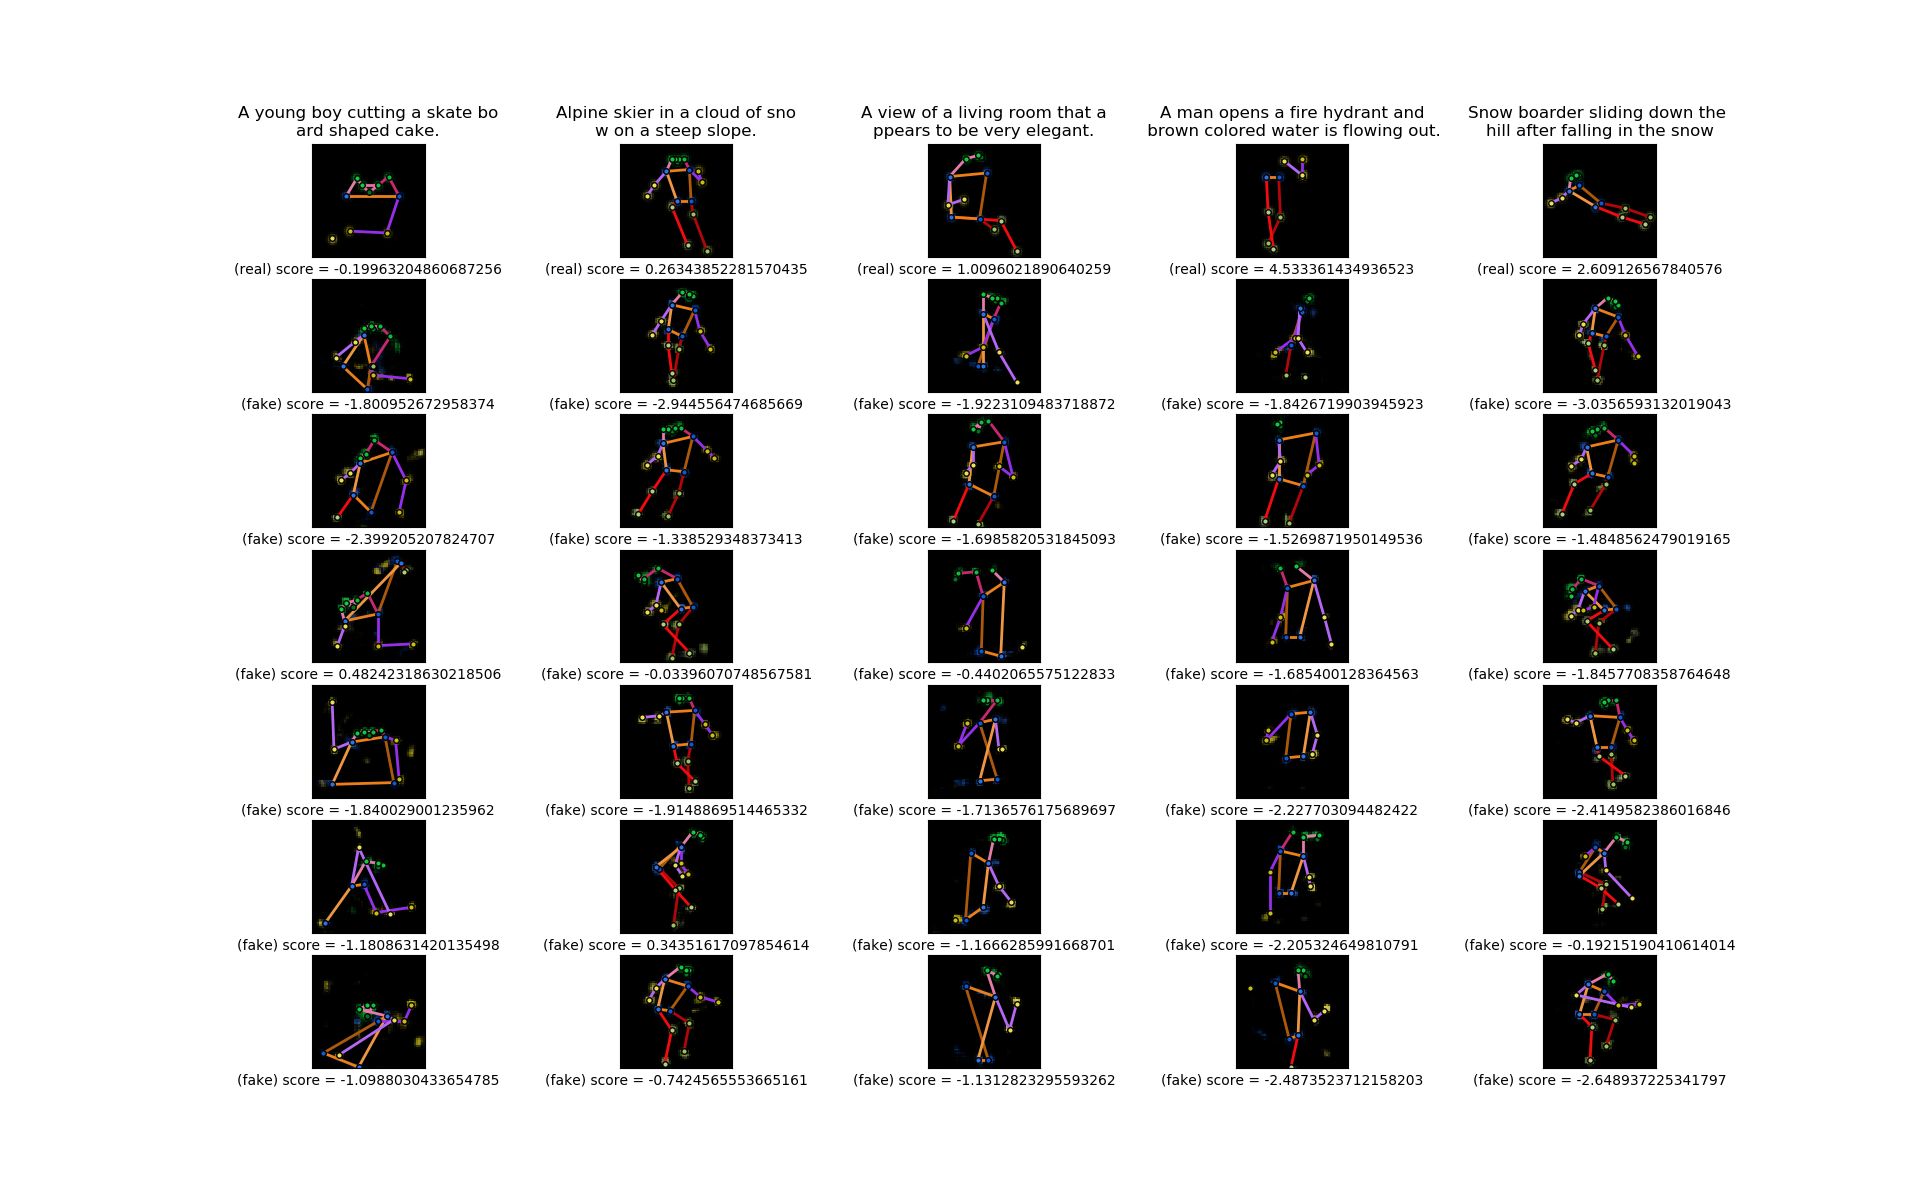 A young boy cutting a skate bo
ard shaped cake.
Alpine skier in a cloud of sno
w on a steep slope.
A view of a living room that a
ppears to be very elegant.
A man opens a fire hydrant and
brown colored water is flowing out.
Snow boarder sliding down the
hill after falling in the snow
(real) score = -0.19963204860687256
(real) score = 0.26343852281570435
(real) score = 1.0096021890640259
(real) score = 4.533361434936523
(real) score = 2.609126567840576
(fake) score = -1.800952672958374
(fake) score = -2.944556474685669
(fake) score = -1.9223109483718872
(fake) score = -1.8426719903945923
(fake) score = -3.0356593132019043
(fake) score = -2.399205207824707
(fake) score = -1.338529348373413
(fake) score = -1.6985820531845093
(fake) score = -1.5269871950149536
(fake) score = -1.4848562479019165
(fake) score = 0.48242318630218506
(fake) score = -0.03396070748567581
(fake) score = -0.4402065575122833
(fake) score = -1.685400128364563
(fake) score = -1.8457708358764648
(fake) score = -1.840029001235962
(fake) score = -1.9148869514465332
(fake) score = -1.7136576175689697
(fake) score = -2.227703094482422
(fake) score = -2.4149582386016846
(fake) score = -1.1808631420135498
(fake) score = 0.34351617097854614
(fake) score = -1.1666285991668701
(fake) score = -2.205324649810791
(fake) score = -0.19215190410614014
(fake) score = -1.0988030433654785
(fake) score = -0.7424565553665161
(fake) score = -1.1312823295593262
(fake) score = -2.4873523712158203
(fake) score = -2.648937225341797